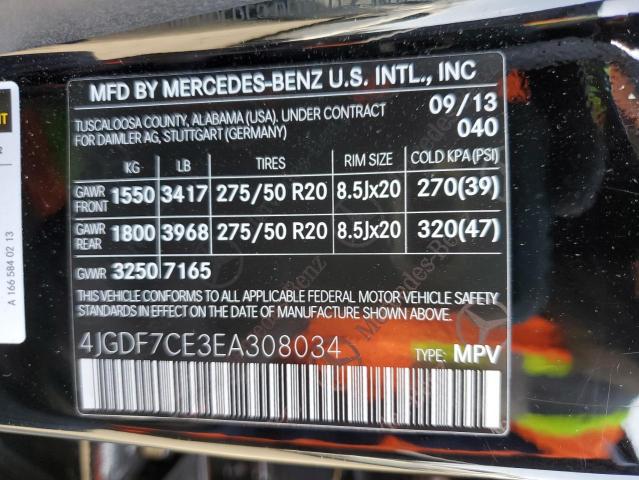 MFD BY MERCEDES-BENZ U.S. INTL., INC
TUSCALOOSA COUNTY, ALABAMA (USA). UNDER CONTRACT 09/13
FOR DAIMLER AG, STUTTGART (GERMANY) 040
KG LB TIRES RIM SIZE COLD KPA (PSI)
GAWR FRONT 1550 3417 275/50 R20 8.5Jx20 270(39)
GAWR REAR 1800 3968 275/50 R20 8.5Jx20 320(47)
GVWR 3250 7165
THIS VEHICLE CONFORMS TO ALL APPLICABLE FEDERAL MOTOR VEHICLE SAFETY
STANDARDS IN EFFECT ON THE DATE OF MANUFACTURE SHOWN ABOVE.
4JGDF7CE3EA308034 TYPE: MPV
A 166 584 02 13
Mercedes-Benz